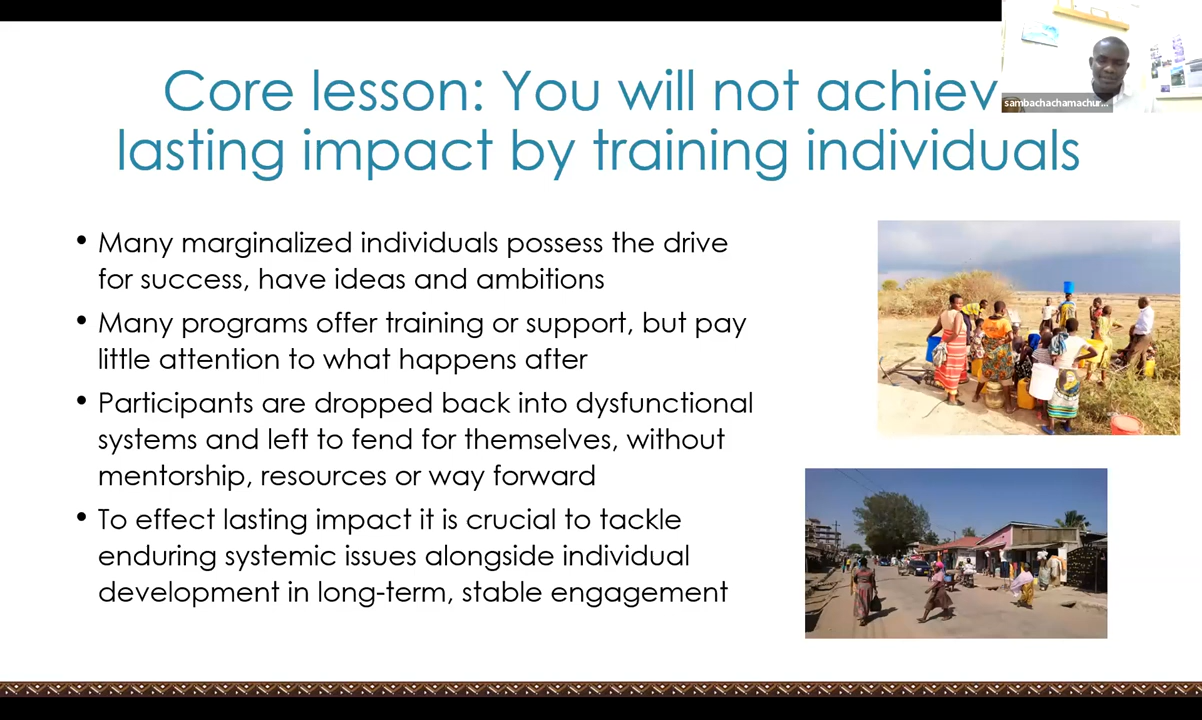 Core lesson: You will not achiev
lasting impact by training individuals
sambachachamachur...
• Many marginalized individuals possess the drive
for success, have ideas and ambitions
• Many programs offer training or support, but pay
little attention to what happens after
• Participants are dropped back into dysfunctional
systems and left to fend for themselves, without
mentorship, resources or way forward
• To effect lasting impact it is crucial to tackle
enduring systemic issues alongside individual
development in long-term, stable engagement